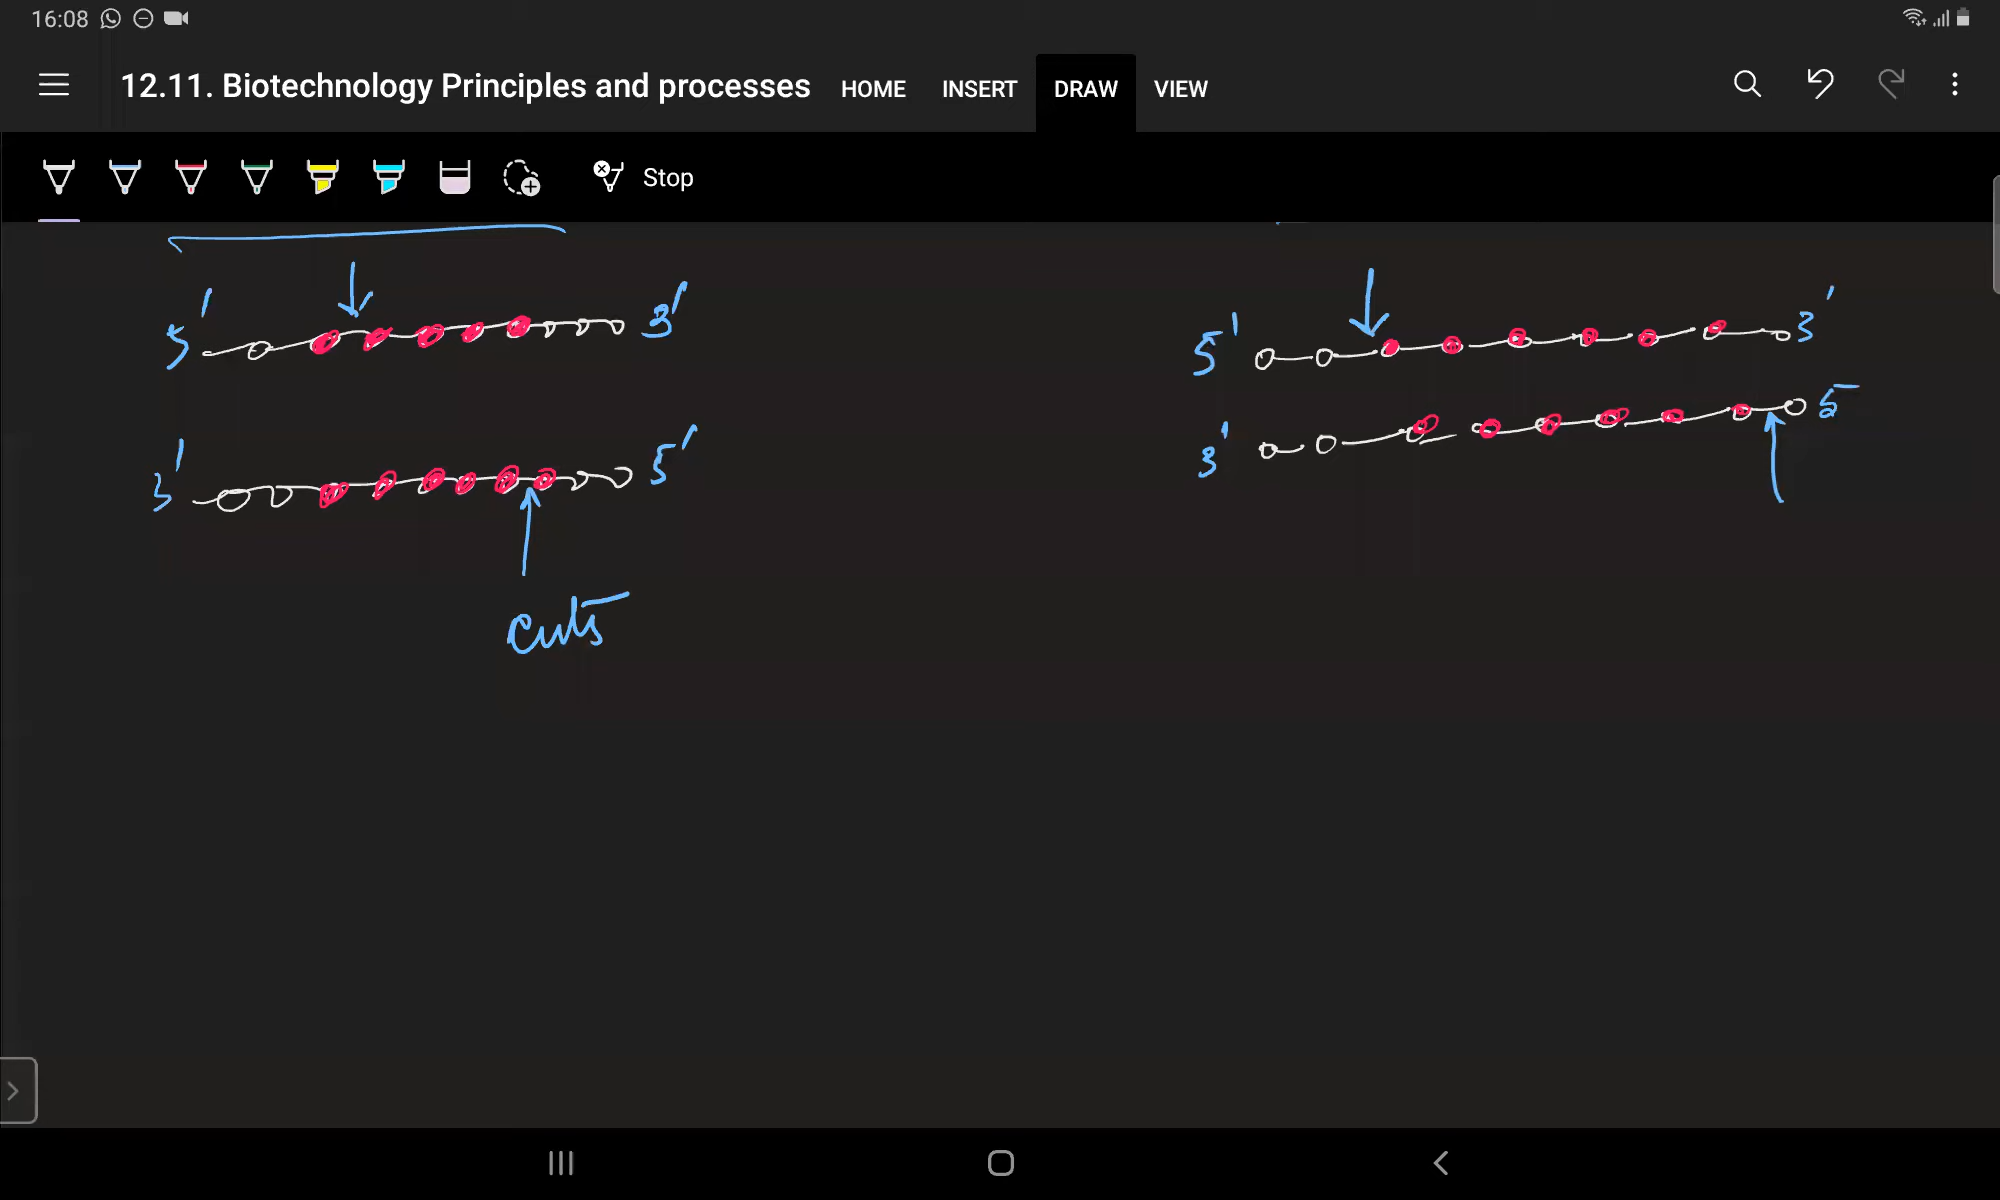 16:08
12.11. Biotechnology Principles and processes HOME INSERT DRAW VIEW
Stop
5' 3'
3' 5'
cuts
5' 3'
3' 5